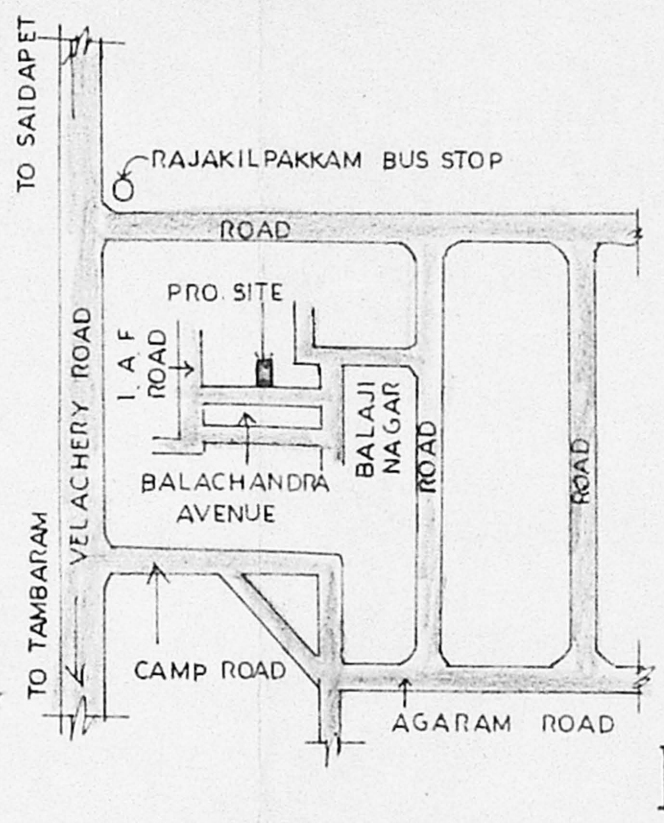 TO SAIDAPET
RAJAKILPAKKAM BUS STOP
ROAD
PRO. SITE
I. A. F
ROAD
VELACHERY ROAD
BALAJI
NAGAR
ROAD
ROAD
BALACHANDRA
AVENUE
TO TAMBARAM
CAMP ROAD
AGARAM ROAD